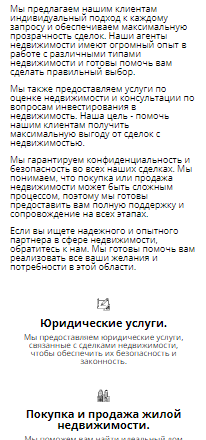 Мы предлагаем нашим клиентам
индивидуальный подход к каждому
запросу и обеспечиваем максимальную
прозрачность сделок. Наши агенты
недвижимости имеют огромный опыт в
работе с различными типами
недвижимости и готовы помочь вам
сделать правильный выбор.
Мы также предоставляем услуги по
оценке недвижимости и консультации по
вопросам инвестирования в
недвижимость. Наша цель - помочь
нашим клиентам получить
максимальную выгоду от сделок с
недвижимостью.
Мы гарантируем конфиденциальность и
безопасность во всех наших сделках. Мы
понимаем, что покупка или продажа
недвижимости может быть сложным
процессом, поэтому мы готовы
предоставить вам полную поддержку и
сопровождение на всех этапах.
Если вы ищете надежного и опытного
партнера в сфере недвижимости,
обратитесь к нам. Мы готовы помочь вам
реализовать все ваши желания и
потребности в этой области.
Юридические услуги.
Мы предоставляем юридические услуги,
связанные с сделками недвижимости,
чтобы обеспечить их безопасность и
законность.
Покупка и продажа жилой
недвижимости.
Мы поможем вам найти идеальный дом